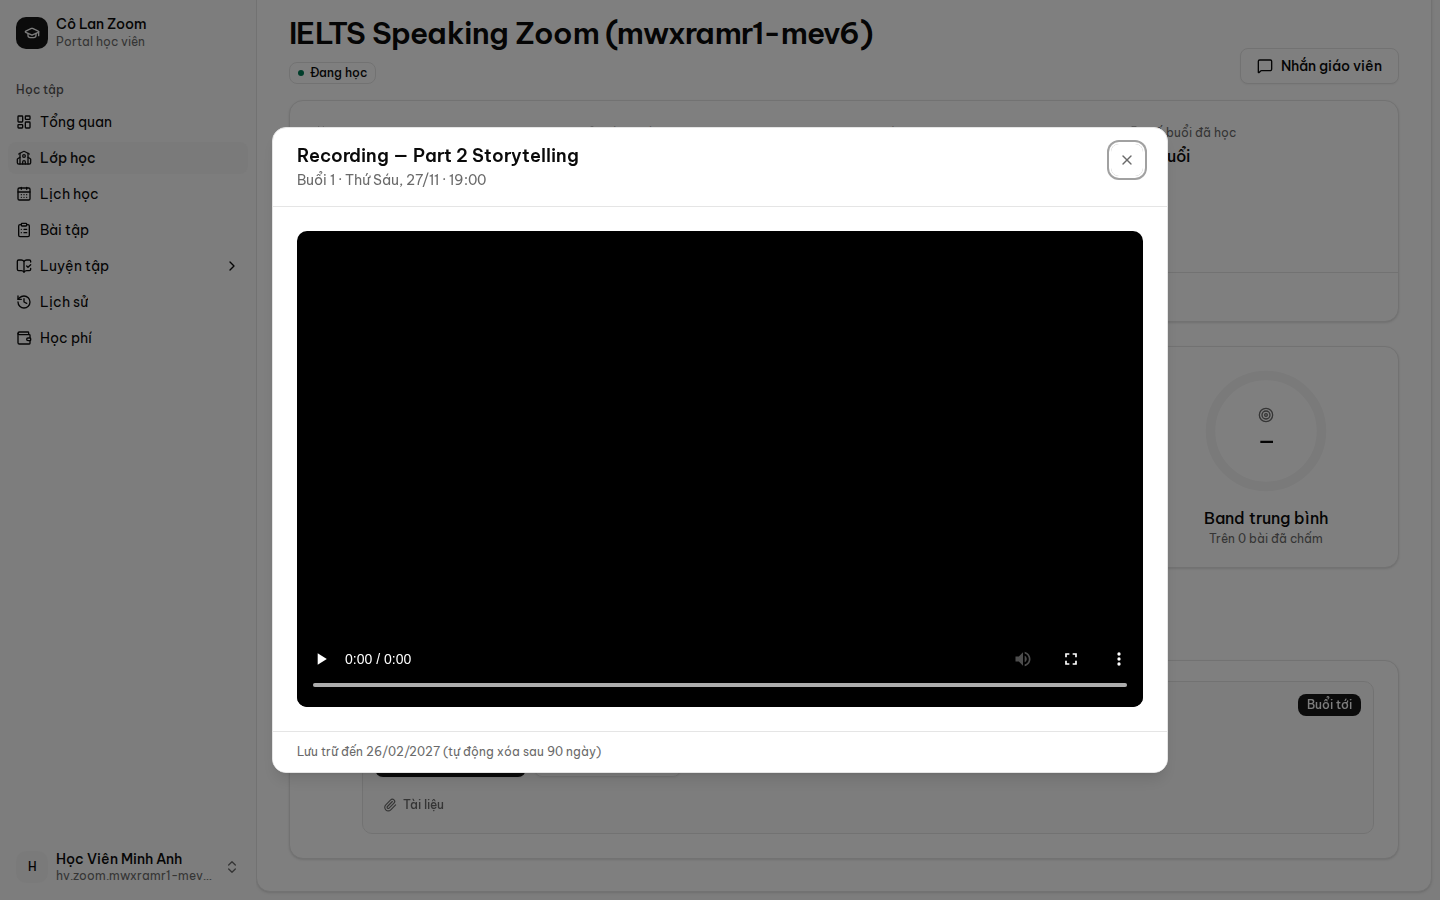 Cô Lan Zoom
Portal học viên
Học tập
Tổng quan
Lớp học
Lịch học
Bài tập
Luyện tập
Lịch sử
Học phí
Học Viên Minh Anh
hv.zoom.mwxramr1-mev...
H
IELTS Speaking Zoom (mwxramr1-mev6)
Đang học
Nhắn giáo viên
buổi đã học
Recording — Part 2 Storytelling
Buổi 1 · Thứ Sáu, 27/11 · 19:00
0:00 / 0:00
Lưu trữ đến 26/02/2027 (tự động xóa sau 90 ngày)
–
Band trung bình
Trên 0 bài đã chấm
Buổi tới
Tài liệu